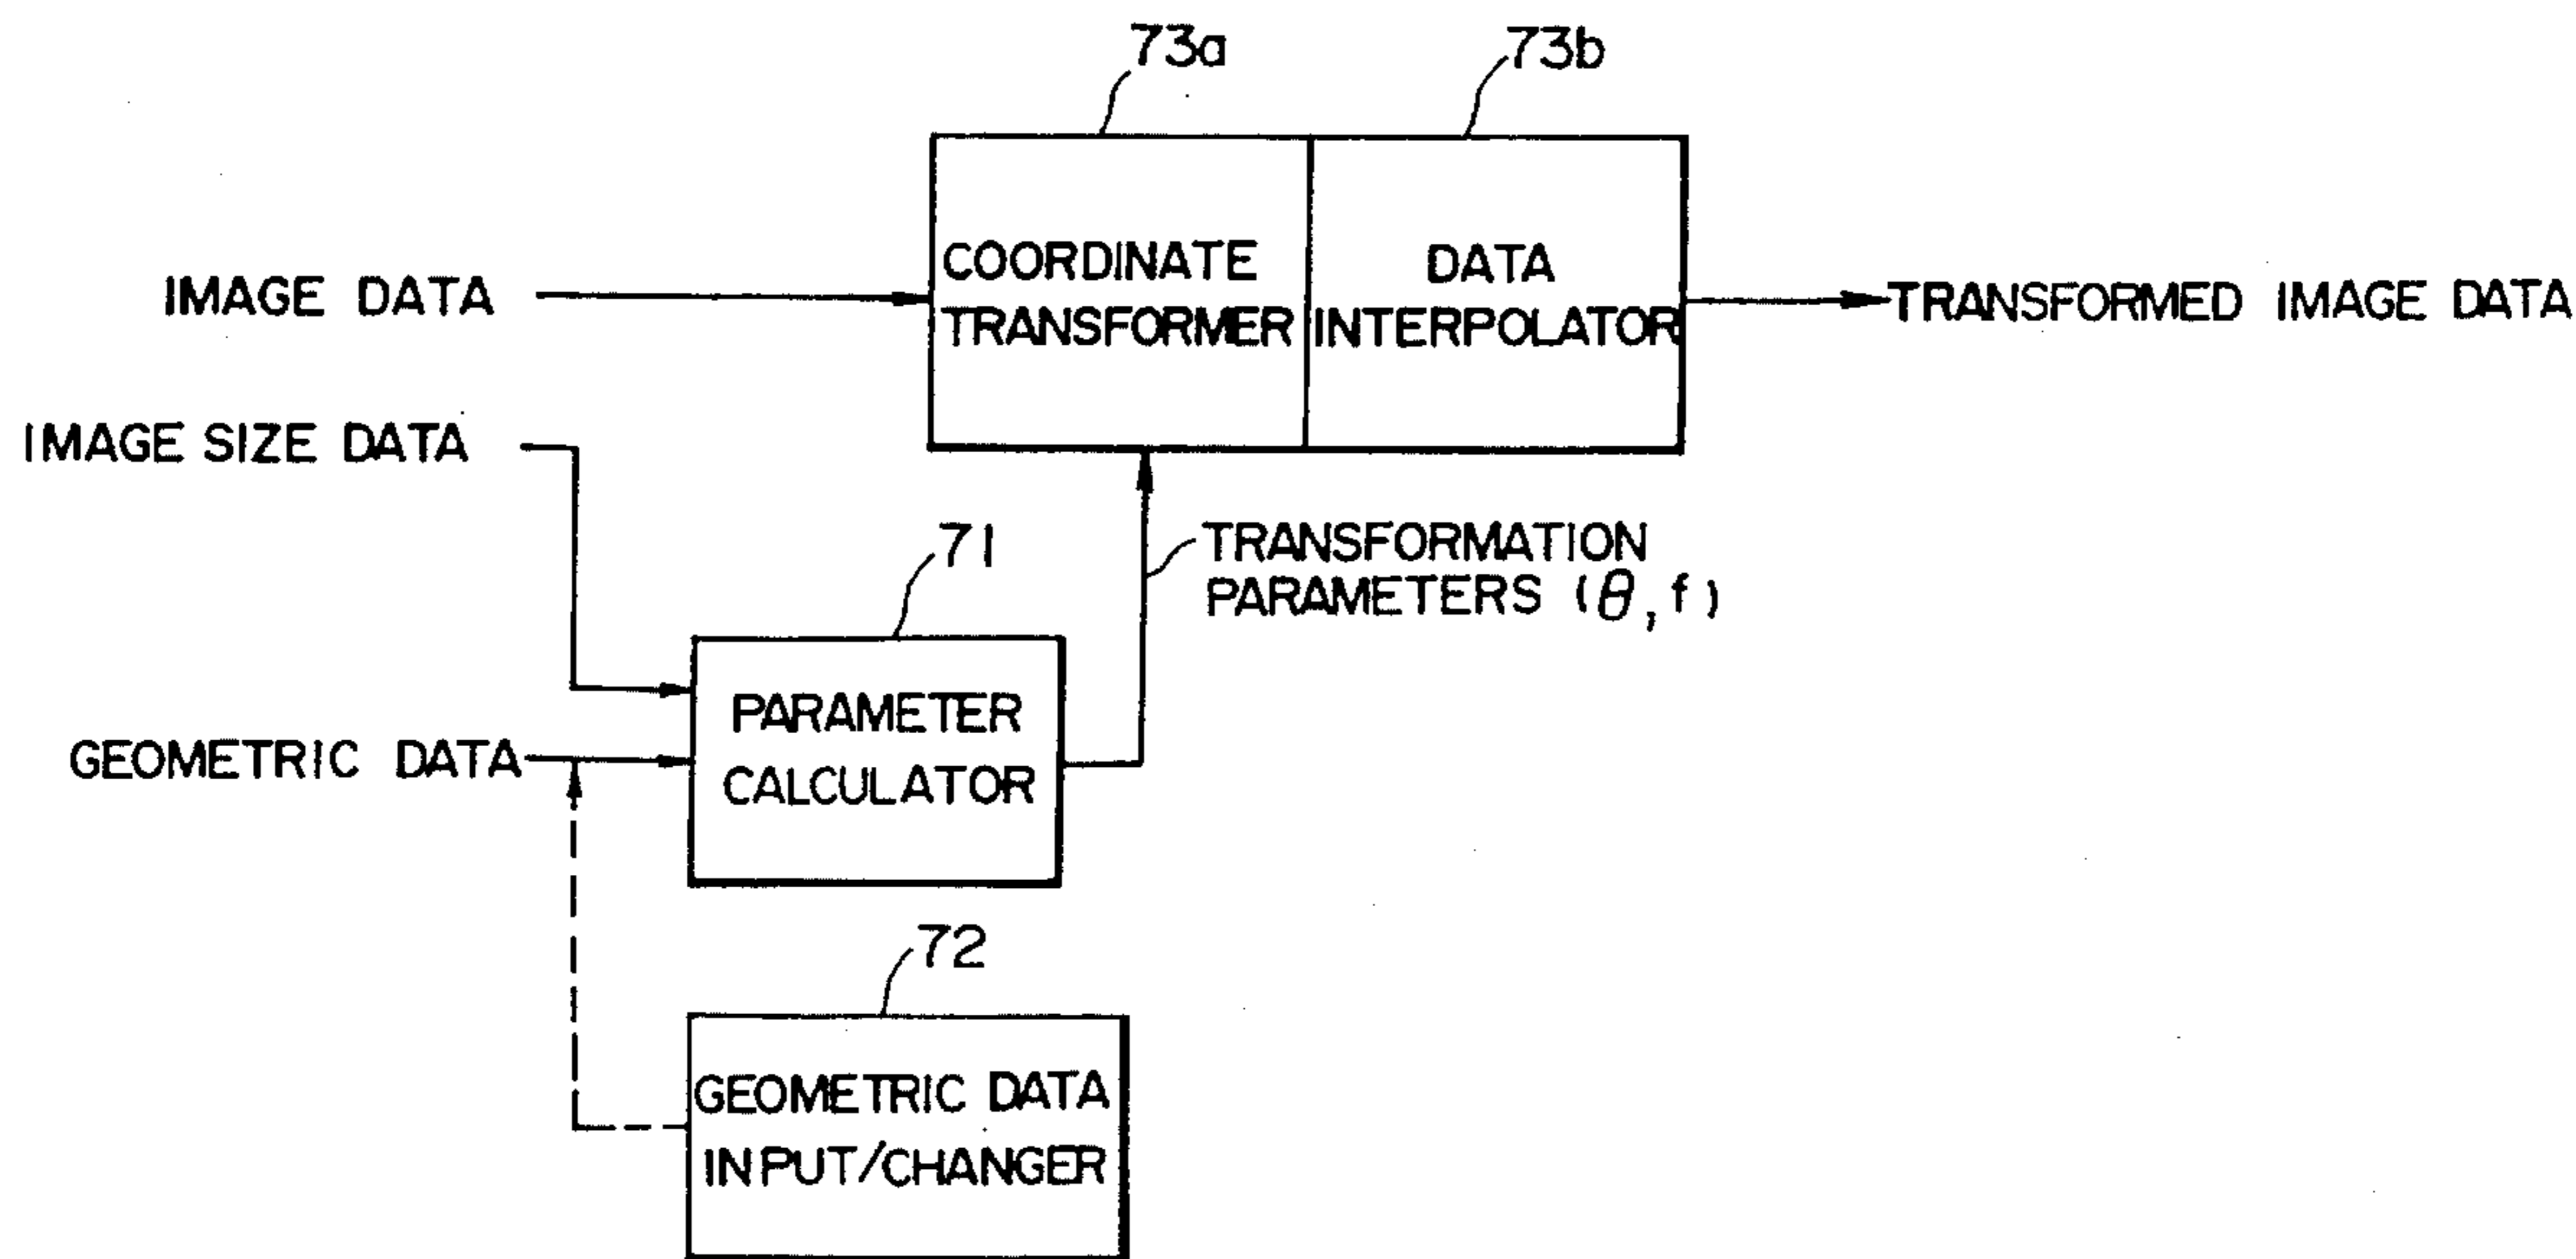 73a
73b
COORDINATE
TRANSFORMER
DATA
INTERPOLATOR
IMAGE DATA
TRANSFORMED IMAGE DATA
IMAGE SIZE DATA
71
TRANSFORMATION
PARAMETERS (θ, f)
PARAMETER
CALCULATOR
GEOMETRIC DATA
72
GEOMETRIC DATA
INPUT/CHANGER